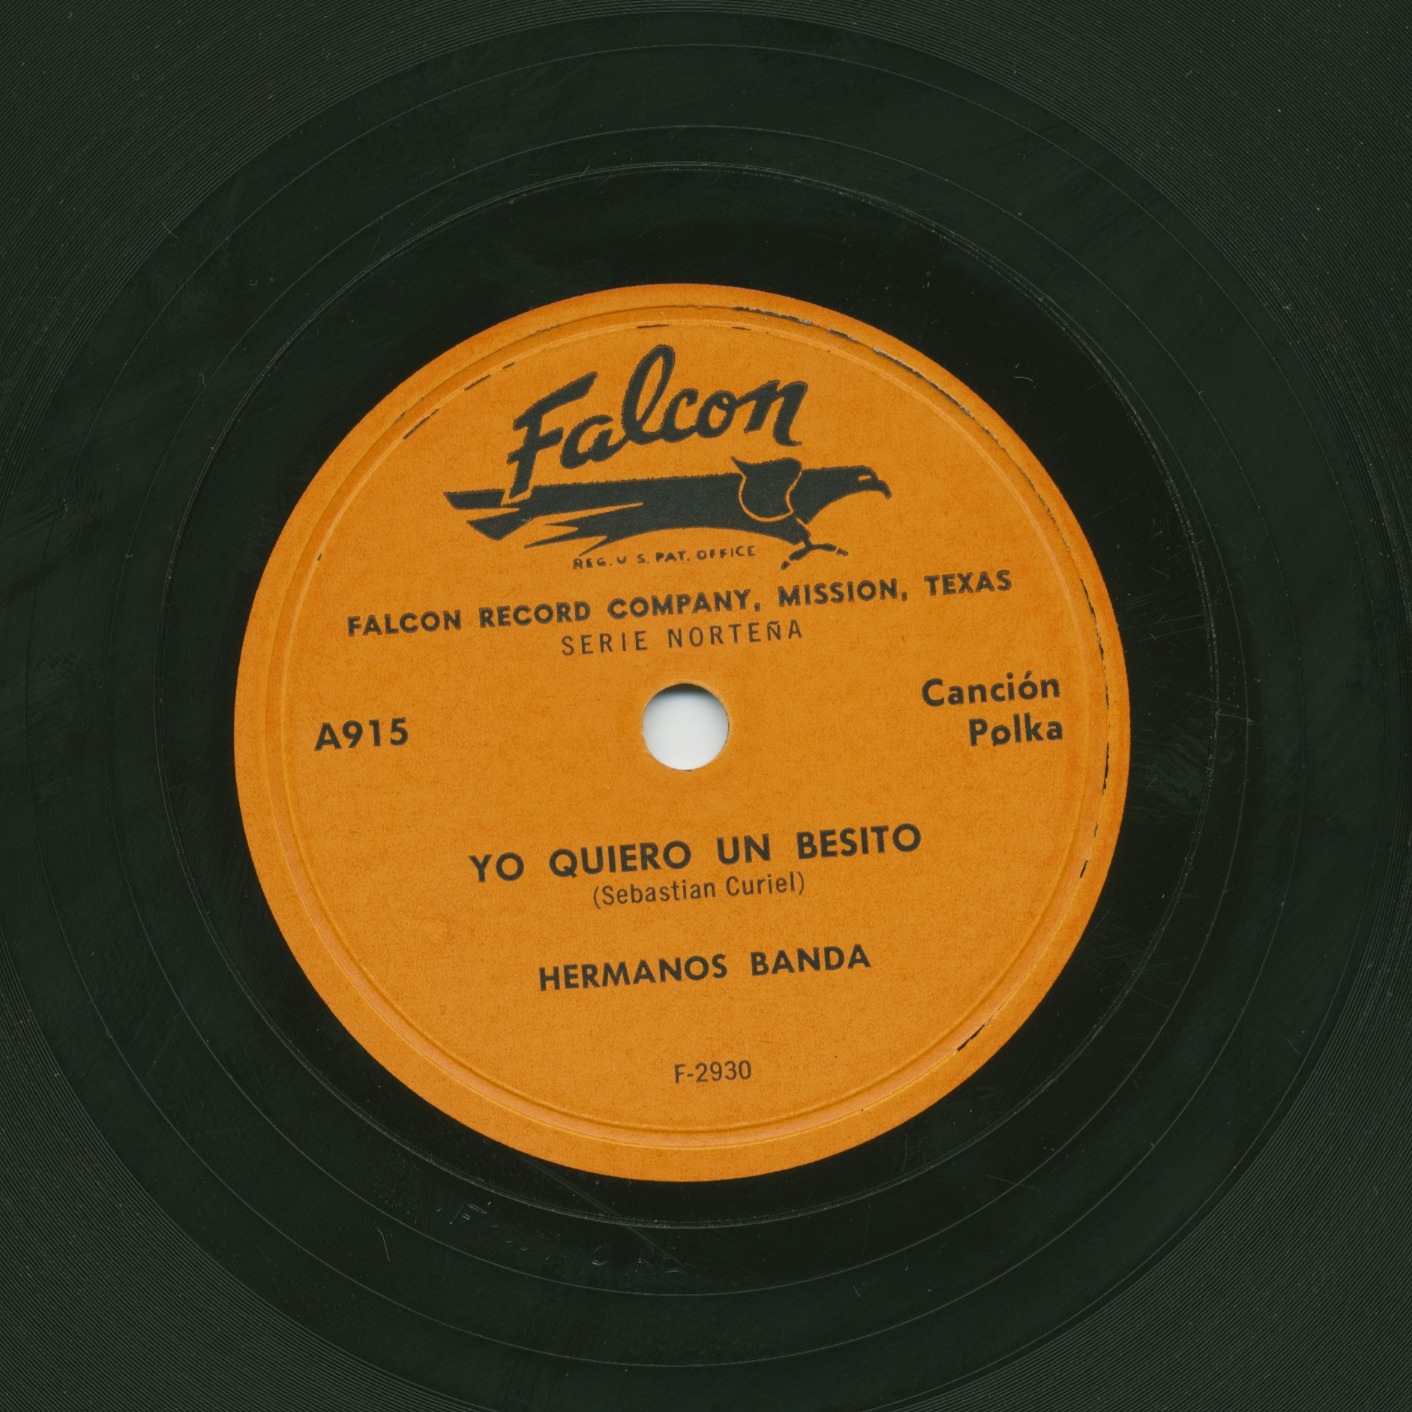 Falcon
REG. U S. PAT. OFFICE
FALCON RECORD COMPANY, MISSION, TEXAS
SERIE NORTEÑA
A915
Canción
Polka
YO QUIERO UN BESITO
(Sebastian Curiel)
HERMANOS BANDA
F-2930